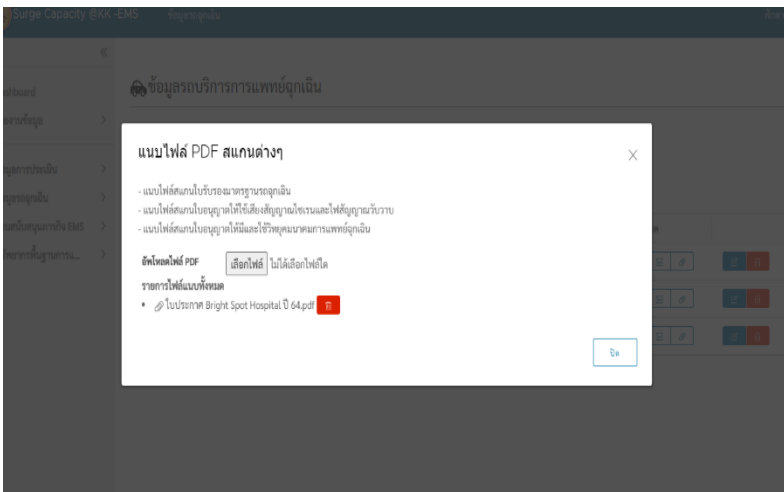 Surge Capacity @KK -EMS
ข้อมูลรถฉุกเฉิน
ข้อมูลรถบริการการแพทย์ฉุกเฉิน
แนบไฟล์ PDF สแกนต่างๆ
- แนบไฟล์สแกนใบรับรองมาตรฐานรถฉุกเฉิน
- แนบไฟล์สแกนใบอนุญาตให้ใช้เสียงสัญญาณไซเรนและไฟสัญญาณวับวาบ
- แนบไฟล์สแกนใบอนุญาตให้มีและใช้วิทยุคมนาคมการแพทย์ฉุกเฉิน
อัพโหลดไฟล์ PDF เลือกไฟล์ ไม่ได้เลือกไฟล์ใด
รายการไฟล์แนบทั้งหมด
• ใบประกาศ Bright Spot Hospital ปี 64.pdf
ปิด